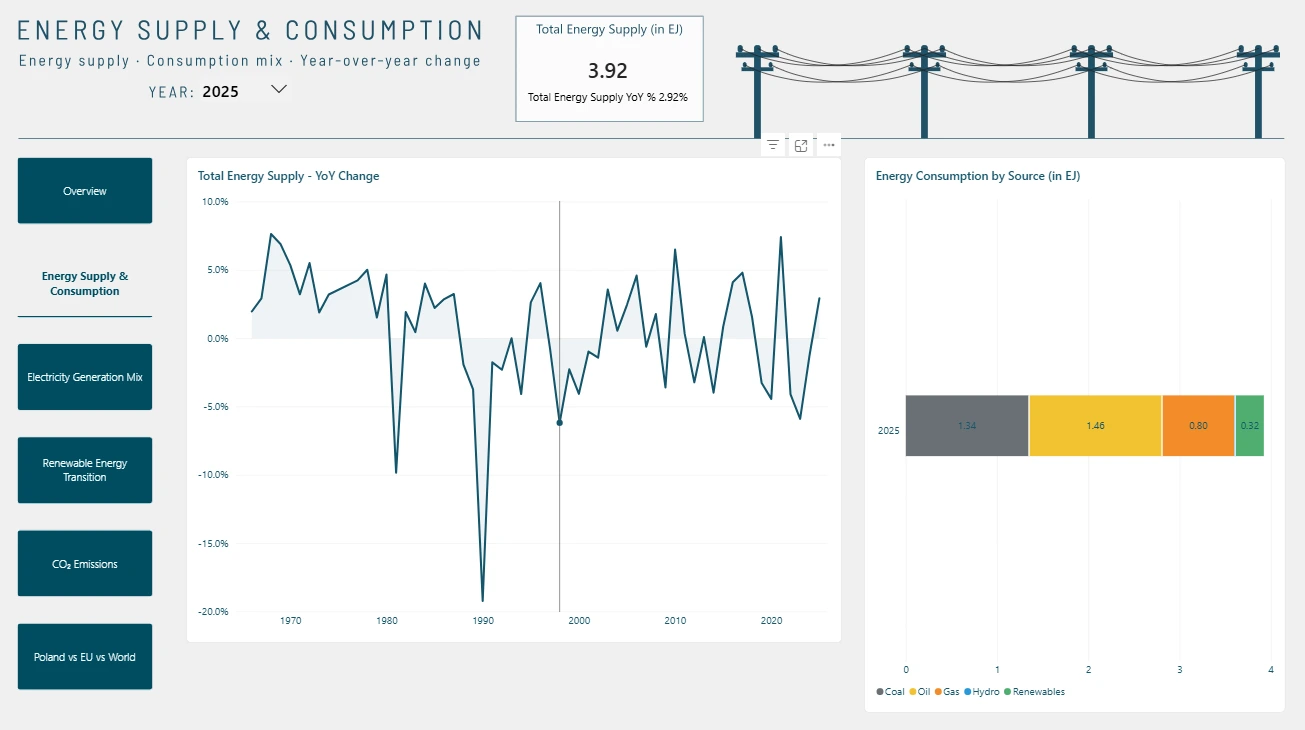 ENERGY SUPPLY & CONSUMPTION
Energy supply · Consumption mix · Year-over-year change
YEAR: 2025
Total Energy Supply (in EJ)
3.92
Total Energy Supply YoY % 2.92%
Overview
Energy Supply &
Consumption
Electricity Generation Mix
Renewable Energy
Transition
CO₂ Emissions
Poland vs EU vs World
Total Energy Supply - YoY Change
10.0%
5.0%
0.0%
-5.0%
-10.0%
-15.0%
-20.0%
1970 1980 1990 2000 2010 2020
Energy Consumption by Source (in EJ)
2025 1.34 1.46 0.80 0.32
0 1 2 3 4
Coal Oil Gas Hydro Renewables